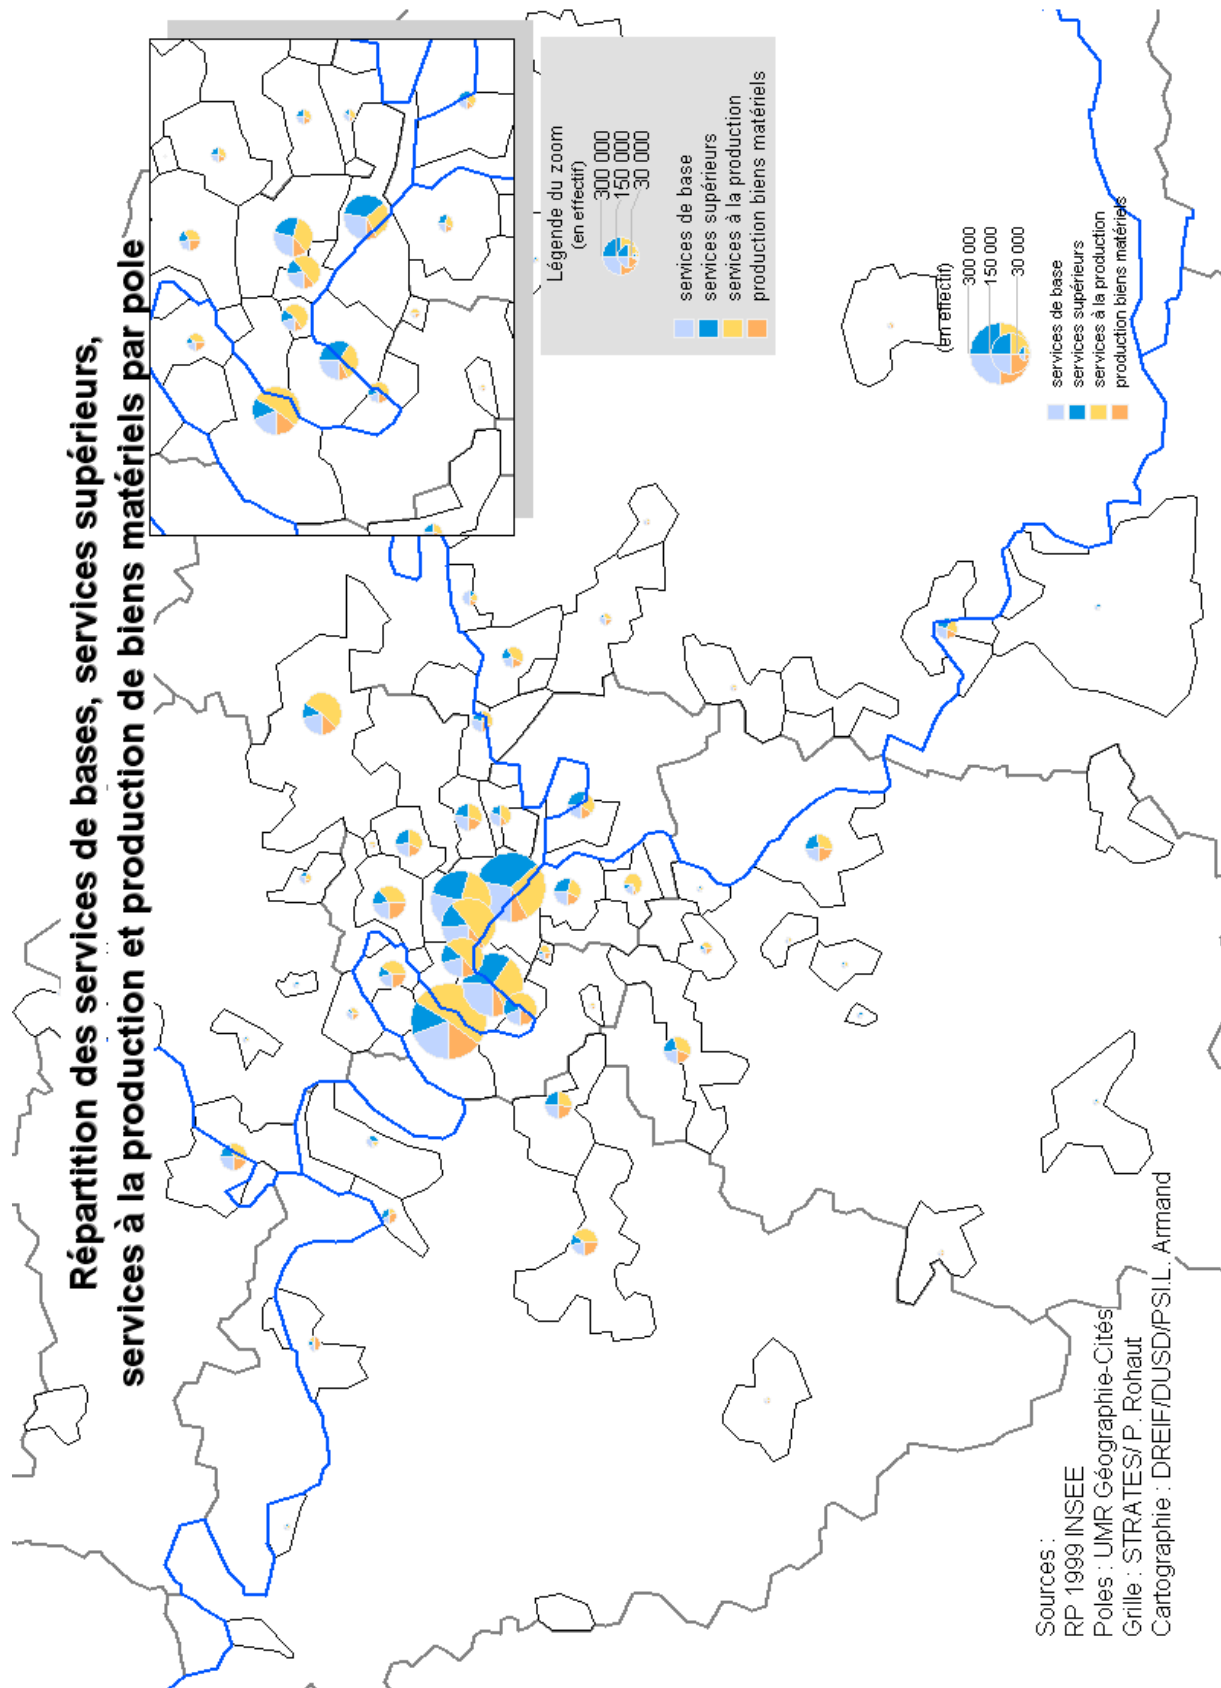 Répartition des services de bases, services supérieurs,
services à la production et production de biens matériels par pole
Légende du zoom
(en effectif)
300 000
150 000
30 000
services de base
services supérieurs
services à la production
production biens matériels
(en effectif)
300 000
150 000
30 000
services de base
services supérieurs
services à la production
production biens matériels
Sources :
RP 1999 INSEE
Poles : UMR Géographie-Cités
Grille : STRATES/ P. Rohaut
Cartographie : DREIF/DUSD/PSI.L. Armand